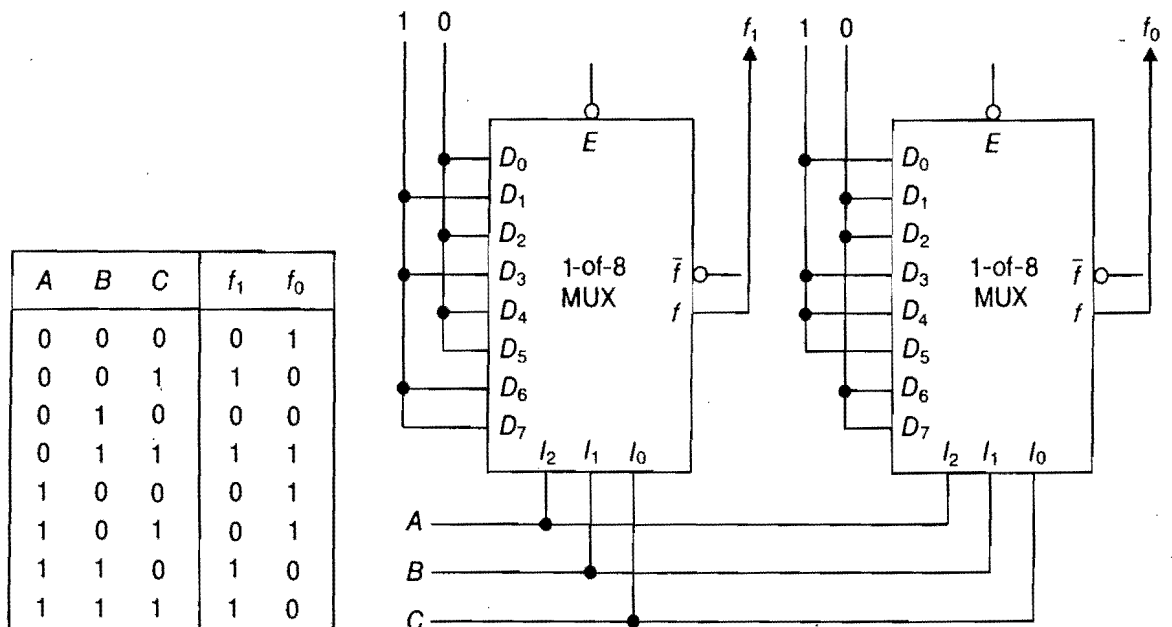 A B C f₁ f₀
0 0 0 0 1
0 0 1 1 0
0 1 0 0 0
0 1 1 1 1
1 0 0 0 1
1 0 1 0 1
1 1 0 1 0
1 1 1 1 0
1 0
f₁
E
D₀
D₁
D₂
D₃
D₄
D₅
D₆
D₇
1-of-8
MUX
f̅
f
I₂ I₁ I₀
1 0
f₀
E
D₀
D₁
D₂
D₃
D₄
D₅
D₆
D₇
1-of-8
MUX
f̅
f
I₂ I₁ I₀
A
B
C